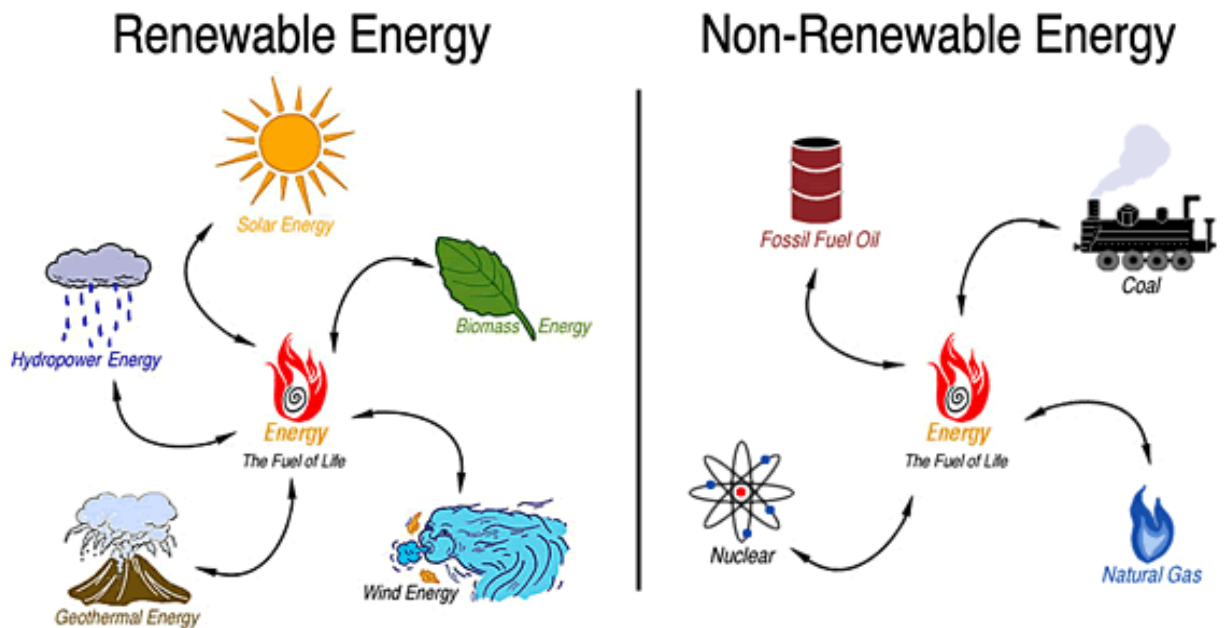 Renewable Energy
Solar Energy
Biomass Energy
Hydropower Energy
Energy
The Fuel of Life
Geothermal Energy
Wind Energy
Non-Renewable Energy
Fossil Fuel Oil
Coal
Energy
The Fuel of Life
Nuclear
Natural Gas